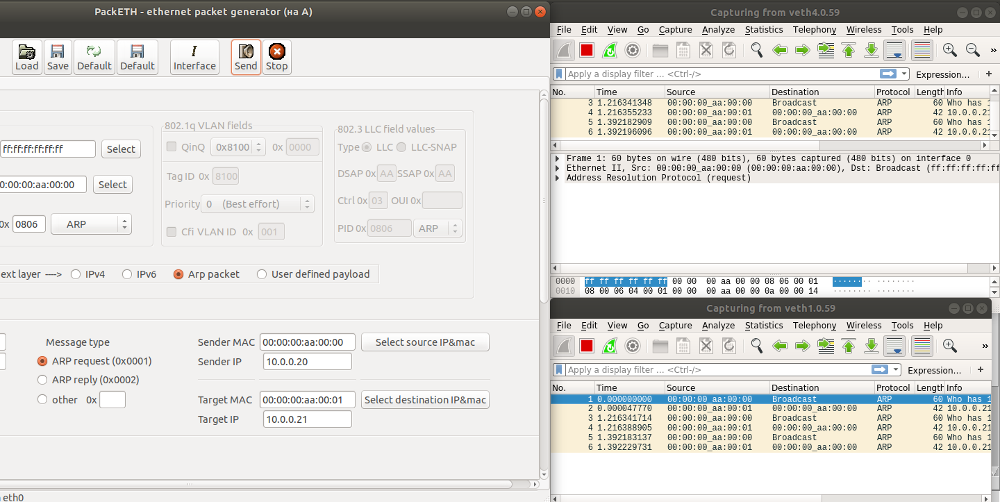 PackETH - ethernet packet generator (на A)
Load Save Default Default Interface Send Stop
ff:ff:ff:ff:ff:ff Select
0:00:00:aa:00:00 Select
0x 0806 ARP
802.1q VLAN fields
QinQ 0x8100 0x 0000
Tag ID 0x 8100
Priority 0 (Best effort)
Cfi VLAN ID 0x 001
802.3 LLC field values
Type LLC LLC-SNAP
DSAP 0x AA SSAP 0x AA
Ctrl 0x 03 OUI 0x
PID 0x 0806 ARP
ext layer ----> IPv4 IPv6 Arp packet User defined payload
Message type
ARP request (0x0001)
ARP reply (0x0002)
other 0x
Sender MAC 00:00:00:aa:00:00 Select source IP&mac
Sender IP 10.0.0.20
Target MAC 00:00:00:aa:00:01 Select destination IP&mac
Target IP 10.0.0.21
eth0
Capturing from veth4.0.59
File Edit View Go Capture Analyze Statistics Telephony Wireless Tools Help
»
Apply a display filter ... <Ctrl-/> Expression... +
No. Time Source Destination Protocol Length Info
3 1.216341348 00:00:00_aa:00:00 Broadcast ARP 60 Who has 1
4 1.216355233 00:00:00_aa:00:01 00:00:00_aa:00:00 ARP 42 10.0.0.21
5 1.392182909 00:00:00_aa:00:00 Broadcast ARP 60 Who has 1
6 1.392196096 00:00:00_aa:00:01 00:00:00_aa:00:00 ARP 42 10.0.0.21
Frame 1: 60 bytes on wire (480 bits), 60 bytes captured (480 bits) on interface 0
Ethernet II, Src: 00:00:00_aa:00:00 (00:00:00:aa:00:00), Dst: Broadcast (ff:ff:ff:ff:ff
Address Resolution Protocol (request)
0000 ff ff ff ff ff ff 00 00 00 aa 00 00 08 06 00 01 ········ ········
0010 08 00 06 04 00 01 00 00 00 aa 00 00 0a 00 00 14 ········ ········
Capturing from veth1.0.59
File Edit View Go Capture Analyze Statistics Telephony Wireless Tools Help
»
Apply a display filter ... <Ctrl-/> Expression... +
No. Time Source Destination Protocol Length Info
1 0.000000000 00:00:00_aa:00:00 Broadcast ARP 60 Who has 1
2 0.000047770 00:00:00_aa:00:01 00:00:00_aa:00:00 ARP 42 10.0.0.21
3 1.216341714 00:00:00_aa:00:00 Broadcast ARP 60 Who has 1
4 1.216388905 00:00:00_aa:00:01 00:00:00_aa:00:00 ARP 42 10.0.0.21
5 1.392183137 00:00:00_aa:00:00 Broadcast ARP 60 Who has 1
6 1.392229731 00:00:00_aa:00:01 00:00:00_aa:00:00 ARP 42 10.0.0.21